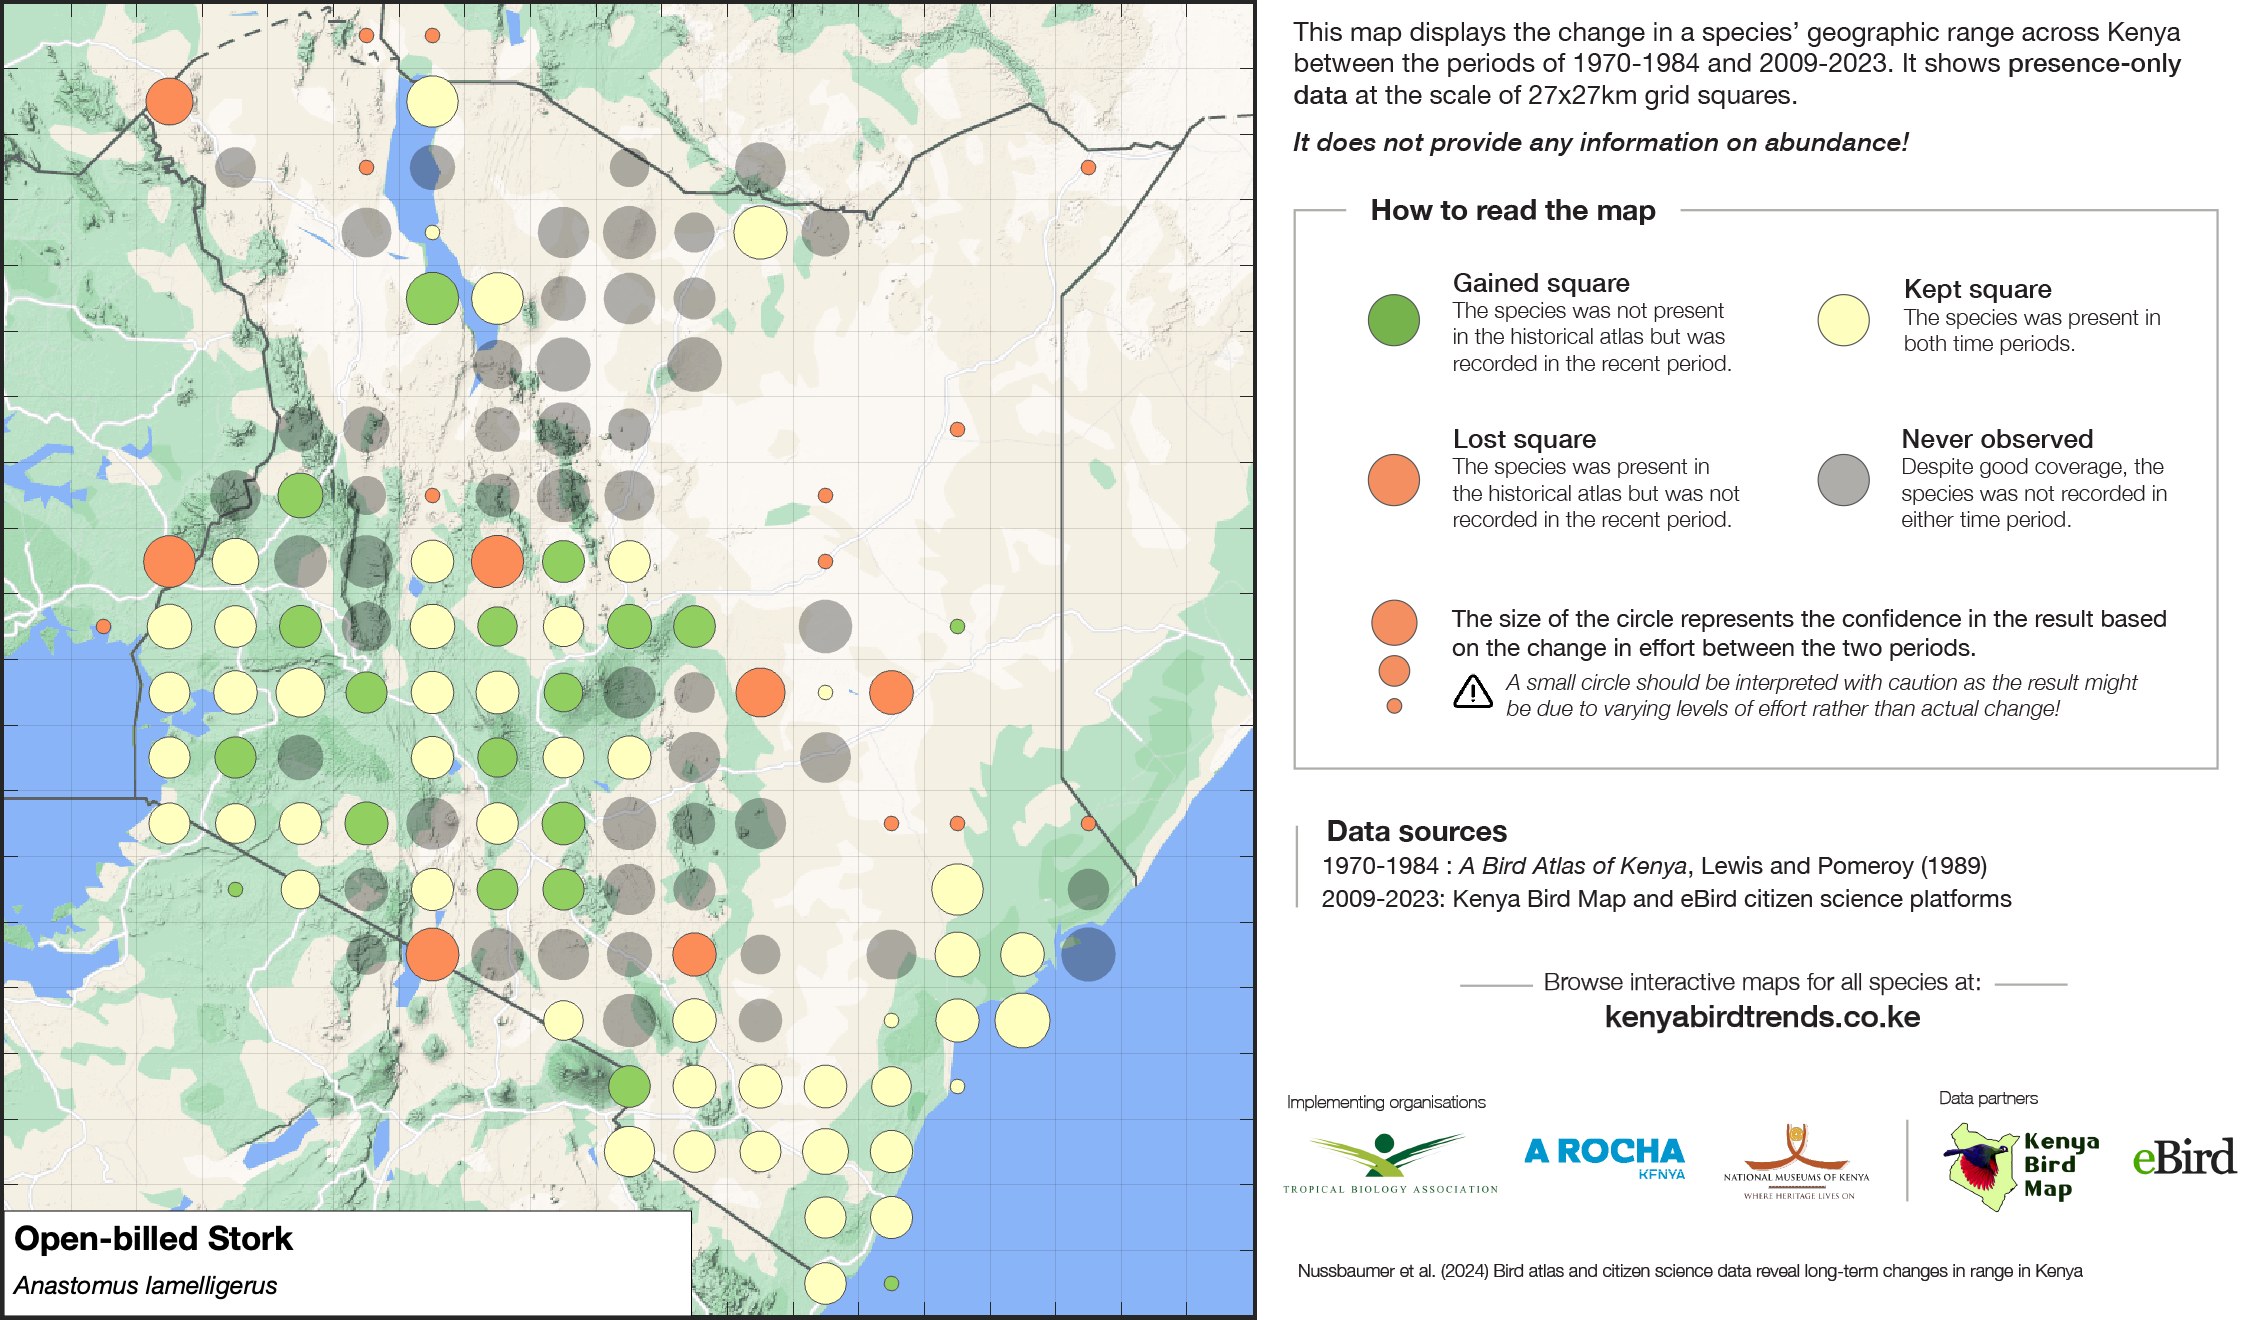 This map displays the change in a species’ geographic range across Kenya
between the periods of 1970-1984 and 2009-2023. It shows presence-only
data at the scale of 27x27km grid squares.
It does not provide any information on abundance!
How to read the map
Gained square
The species was not present
in the historical atlas but was
recorded in the recent period.
Kept square
The species was present in
both time periods.
Lost square
The species was present in
the historical atlas but was not
recorded in the recent period.
Never observed
Despite good coverage, the
species was not recorded in
either time period.
The size of the circle represents the confidence in the result based
on the change in effort between the two periods.
A small circle should be interpreted with caution as the result might
be due to varying levels of effort rather than actual change!
Data sources
1970-1984 : A Bird Atlas of Kenya, Lewis and Pomeroy (1989)
2009-2023: Kenya Bird Map and eBird citizen science platforms
Browse interactive maps for all species at:
kenyabirdtrends.co.ke
Implementing organisations
Data partners
TROPICAL BIOLOGY ASSOCIATION
A ROCHA
KENYA
NATIONAL MUSEUMS OF KENYA
WHERE HERITAGE LIVES ON
Kenya
Bird
Map
eBird
Open-billed Stork
Anastomus lamelligerus
Nussbaumer et al. (2024) Bird atlas and citizen science data reveal long-term changes in range in Kenya